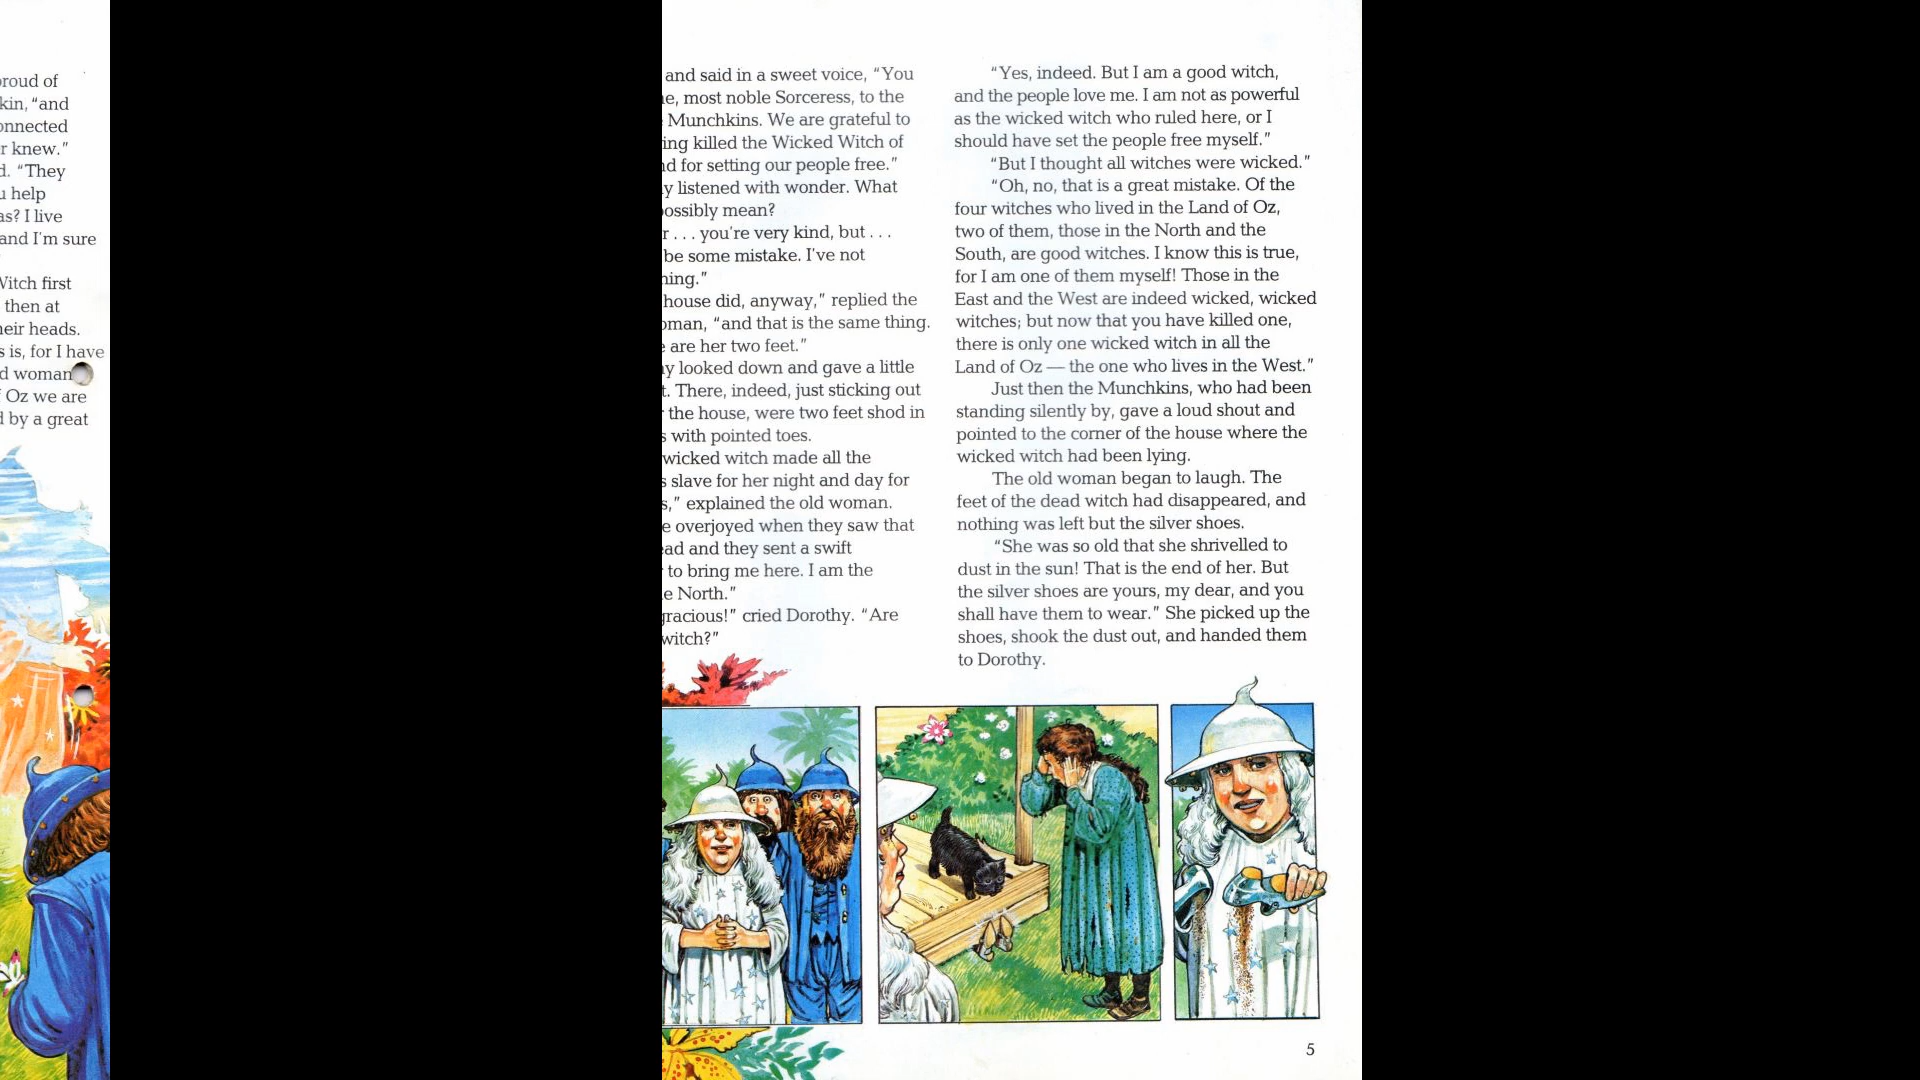 proud of
kin, “and
onnected
r knew.”
d. “They
u help
as? I live
and I'm sure
Witch first
then at
heir heads.
s is, for I have
d woman
f Oz we are
d by a great
and said in a sweet voice, “You
ne, most noble Sorceress, to the
Munchkins. We are grateful to
ing killed the Wicked Witch of
nd for setting our people free.”
y listened with wonder. What
possibly mean?
r . . . you're very kind, but . . .
be some mistake. I've not
hing.”
house did, anyway,” replied the
oman, “and that is the same thing.
e are her two feet.”
y looked down and gave a little
t. There, indeed, just sticking out
r the house, were two feet shod in
s with pointed toes.
wicked witch made all the
s slave for her night and day for
s,” explained the old woman.
e overjoyed when they saw that
ead and they sent a swift
r to bring me here. I am the
e North.”
gracious!” cried Dorothy. “Are
witch?”
“Yes, indeed. But I am a good witch,
and the people love me. I am not as powerful
as the wicked witch who ruled here, or I
should have set the people free myself.”
“But I thought all witches were wicked.”
“Oh, no, that is a great mistake. Of the
four witches who lived in the Land of Oz,
two of them, those in the North and the
South, are good witches. I know this is true,
for I am one of them myself! Those in the
East and the West are indeed wicked, wicked
witches; but now that you have killed one,
there is only one wicked witch in all the
Land of Oz — the one who lives in the West.”
Just then the Munchkins, who had been
standing silently by, gave a loud shout and
pointed to the corner of the house where the
wicked witch had been lying.
The old woman began to laugh. The
feet of the dead witch had disappeared, and
nothing was left but the silver shoes.
“She was so old that she shrivelled to
dust in the sun! That is the end of her. But
the silver shoes are yours, my dear, and you
shall have them to wear.” She picked up the
shoes, shook the dust out, and handed them
to Dorothy.
5